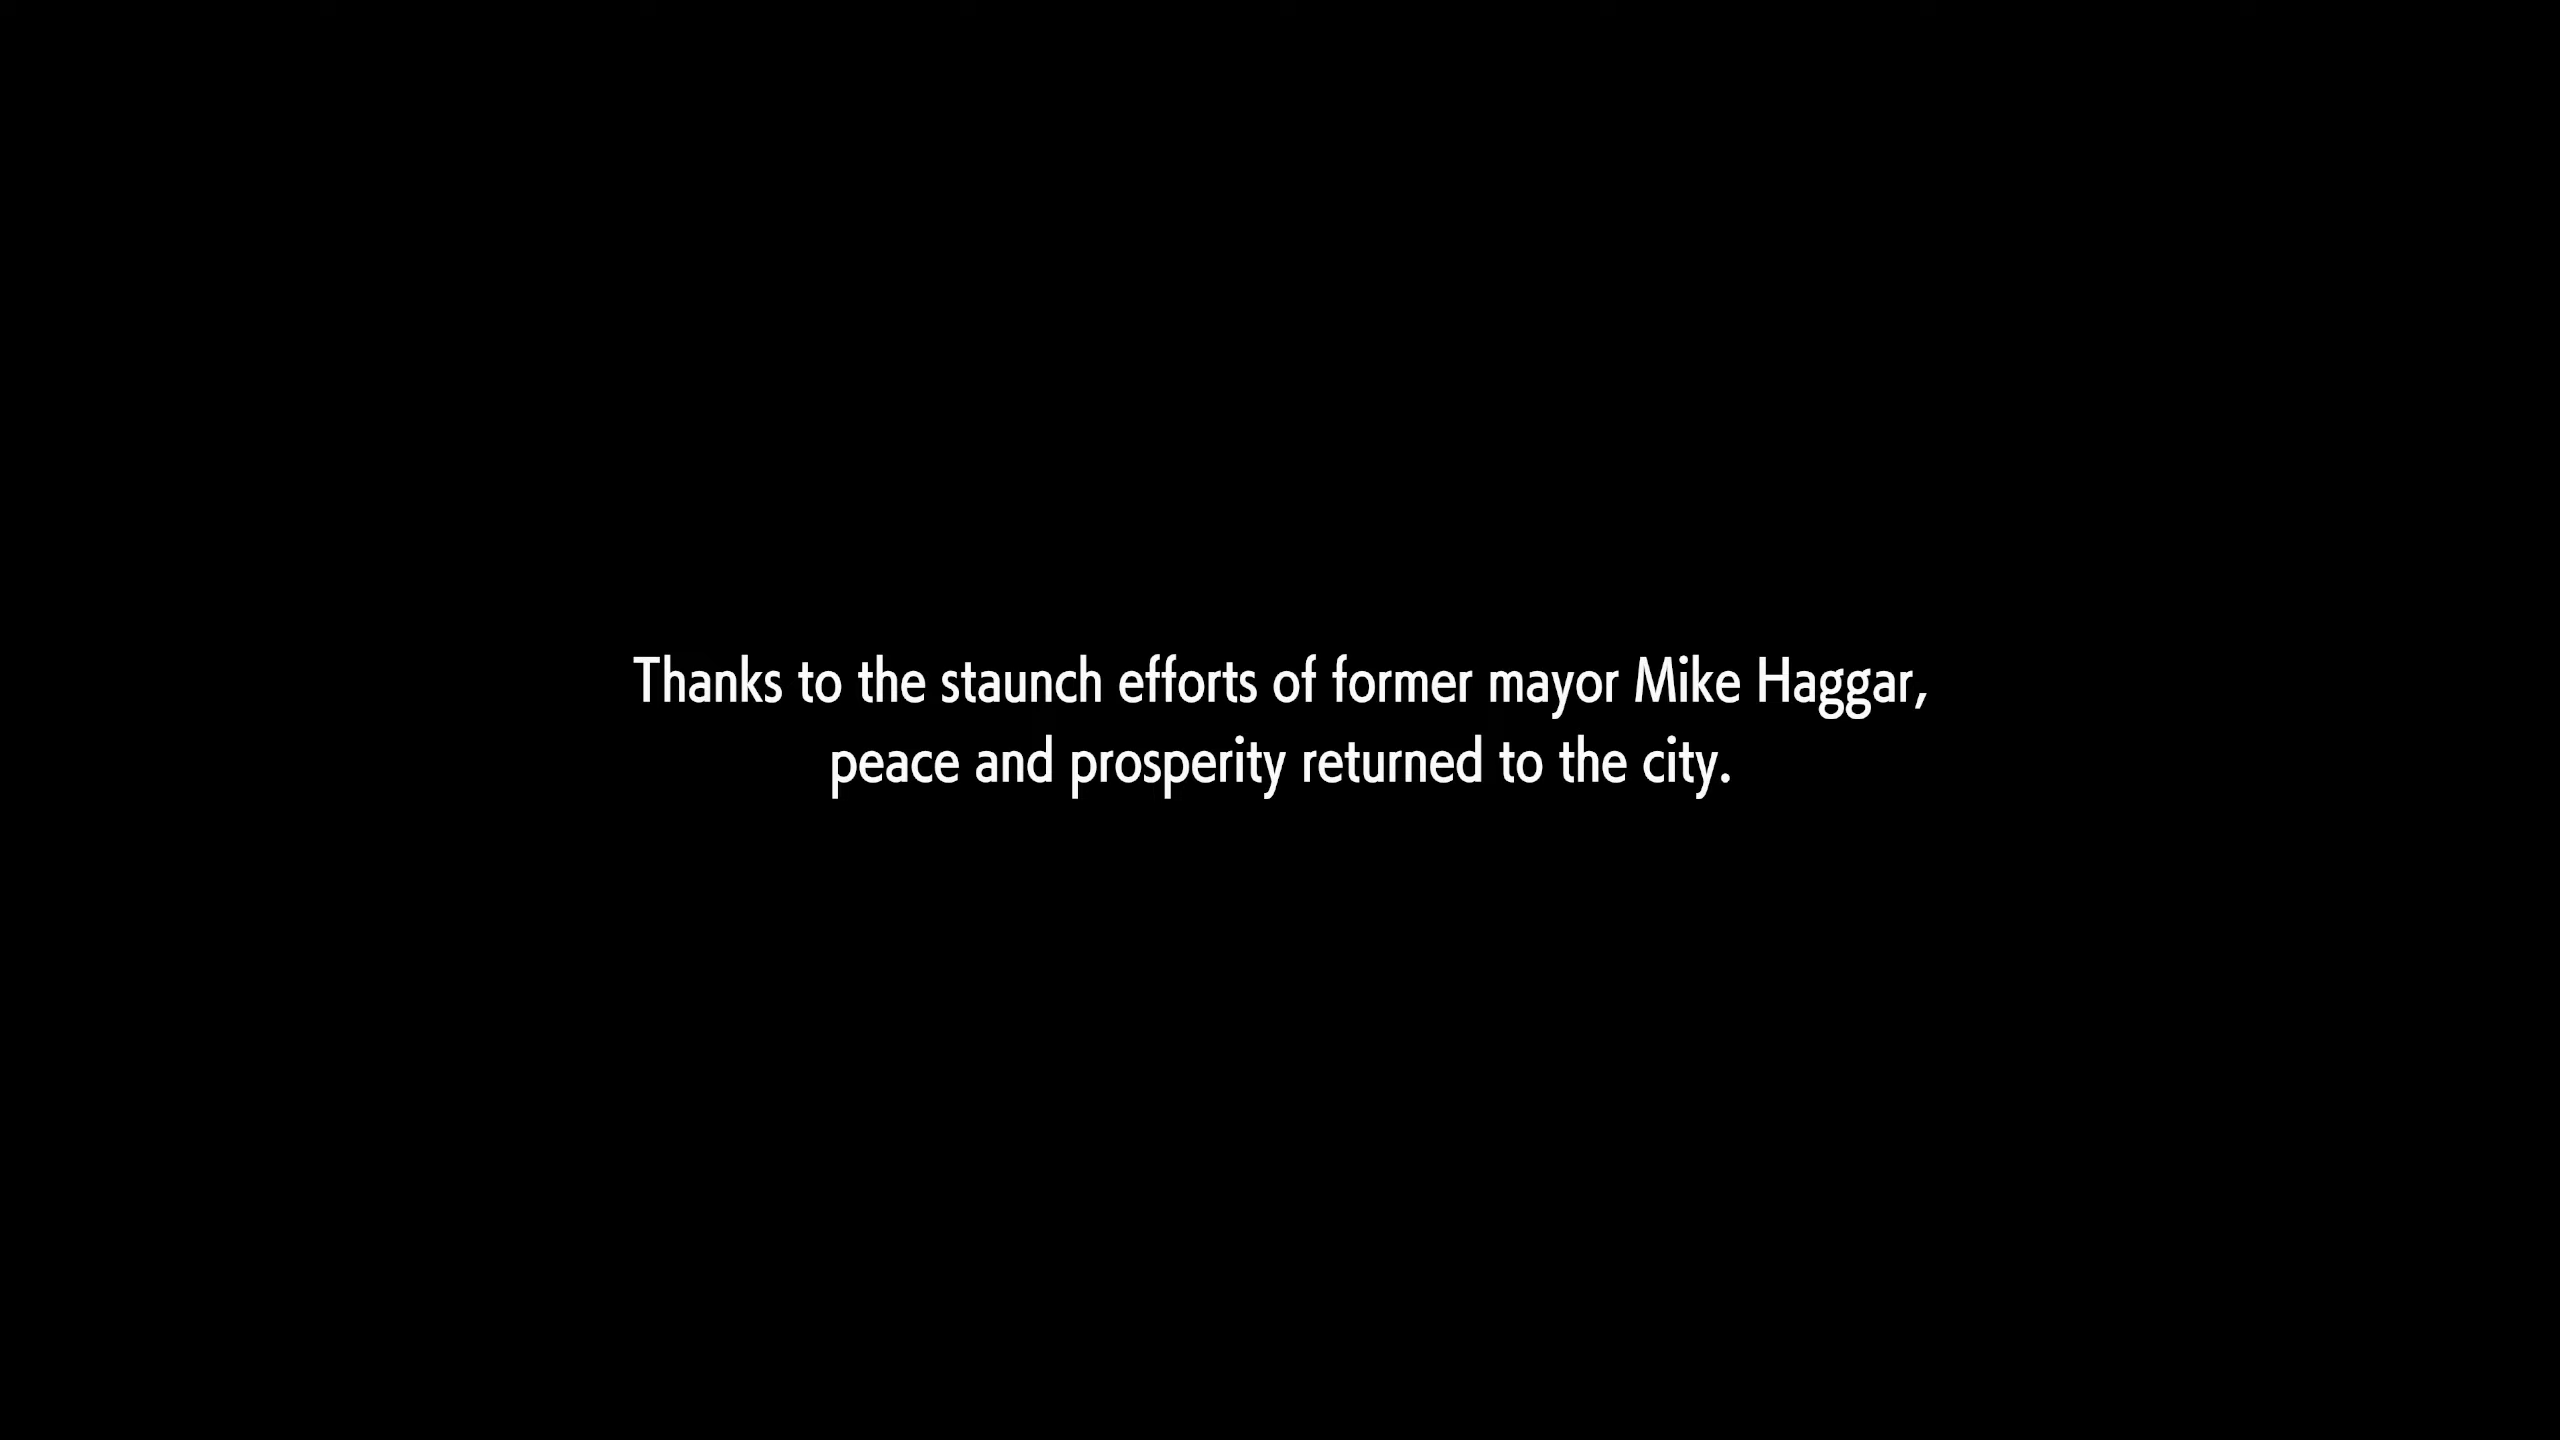 Thanks to the staunch efforts of former mayor Mike Haggar,
peace and prosperity returned to the city.